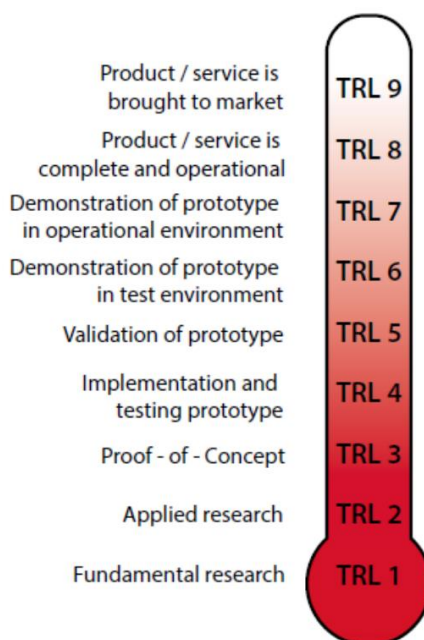 Product / service is
brought to market
TRL 9
Product / service is
complete and operational
TRL 8
Demonstration of prototype
in operational environment
TRL 7
Demonstration of prototype
in test environment
TRL 6
Validation of prototype
TRL 5
Implementation and
testing prototype
TRL 4
Proof - of - Concept
TRL 3
Applied research
TRL 2
Fundamental research
TRL 1